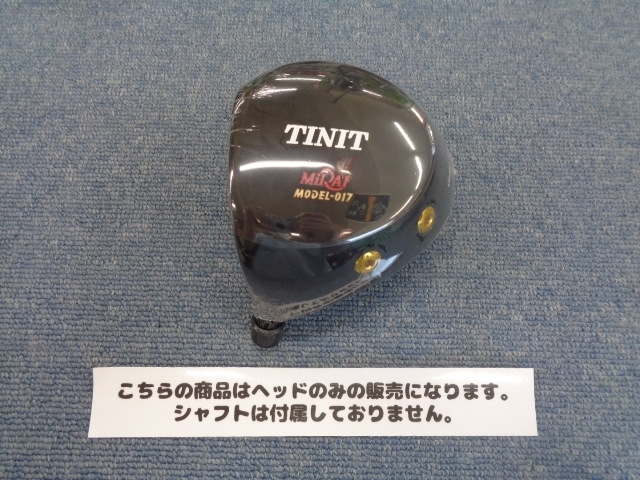 TINIT
MiRAI
MODEL-017
こちらの商品はヘッドのみの販売になります。
シャフトは付属しておりません。